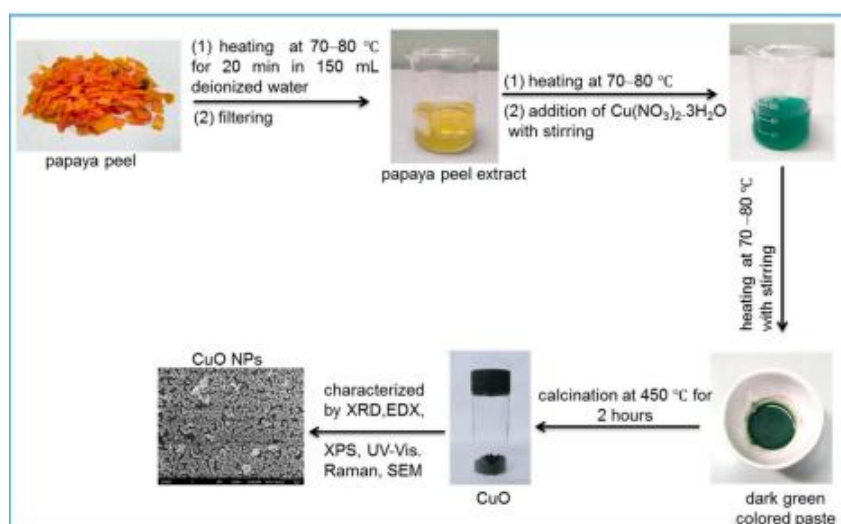 (1) heating at 70–80 ℃
for 20 min in 150 mL
deionized water
(2) filtering
papaya peel
papaya peel extract
(1) heating at 70–80 ℃
(2) addition of Cu(NO₃)₂.3H₂O
with stirring
heating at 70 –80 ℃
with stirring
dark green
colored paste
calcination at 450 ℃ for
2 hours
CuO
characterized
by XRD,EDX,
XPS, UV-Vis.
Raman, SEM
CuO NPs